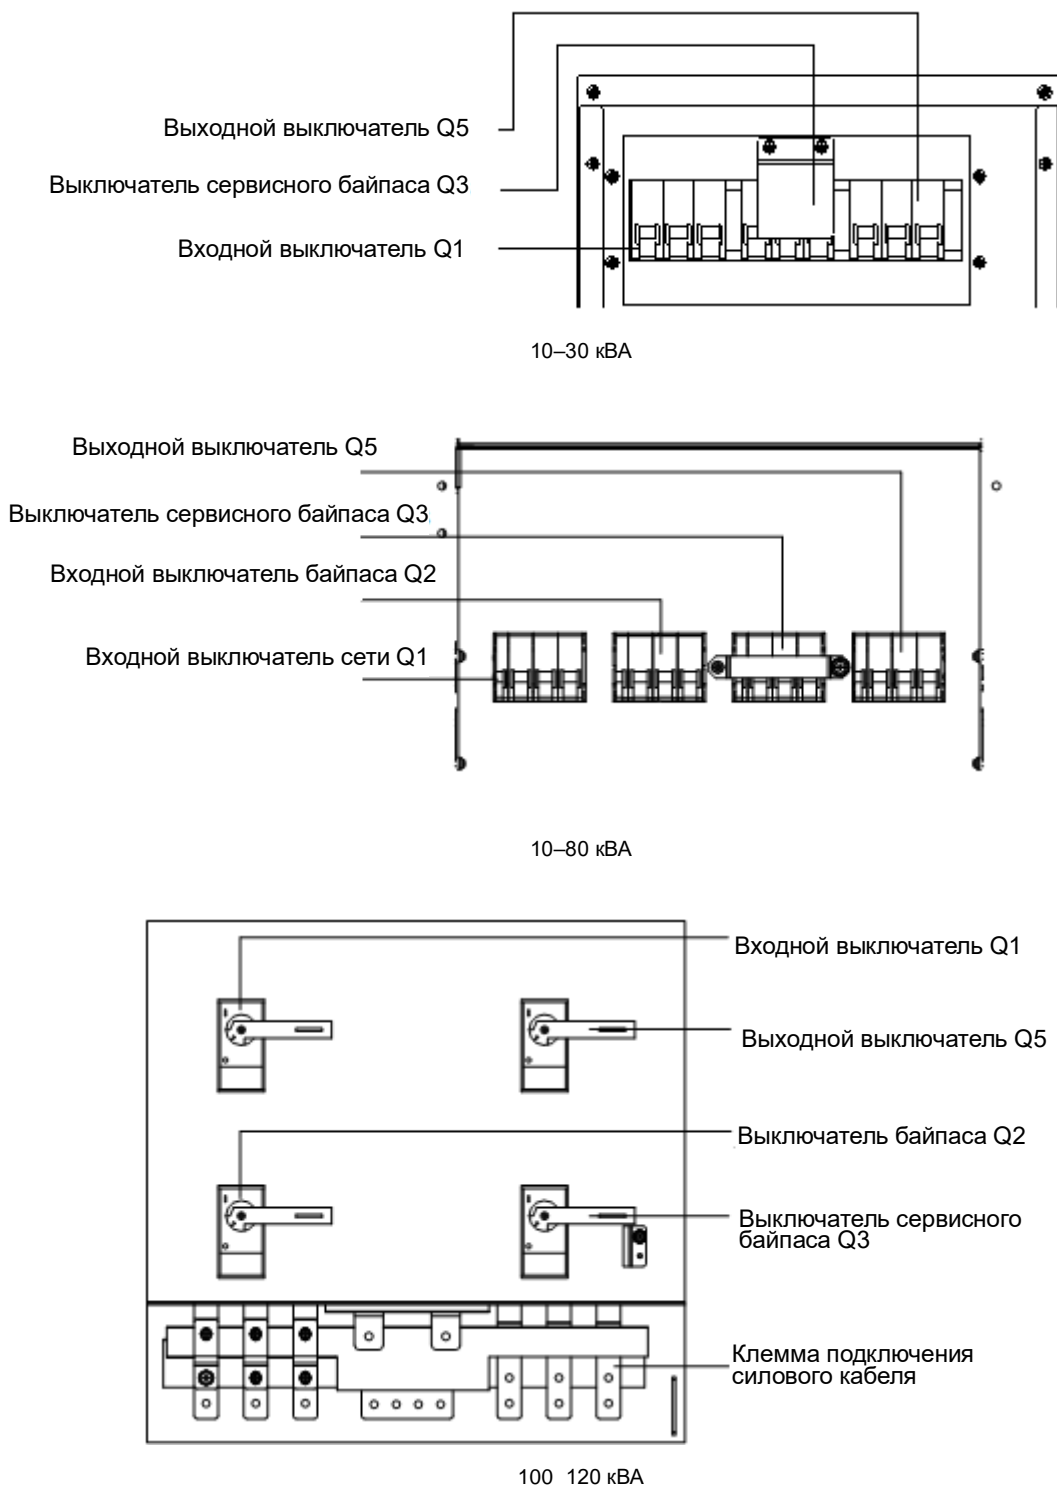 Выходной выключатель Q5
Выключатель сервисного байпаса Q3
Входной выключатель Q1
10–30 кВА
Выходной выключатель Q5
Выключатель сервисного байпаса Q3
Входной выключатель байпаса Q2
Входной выключатель сети Q1
10–80 кВА
Входной выключатель Q1
Выходной выключатель Q5
Выключатель байпаса Q2
Выключатель сервисного
байпаса Q3
Клемма подключения
силового кабеля
100 120 кВА